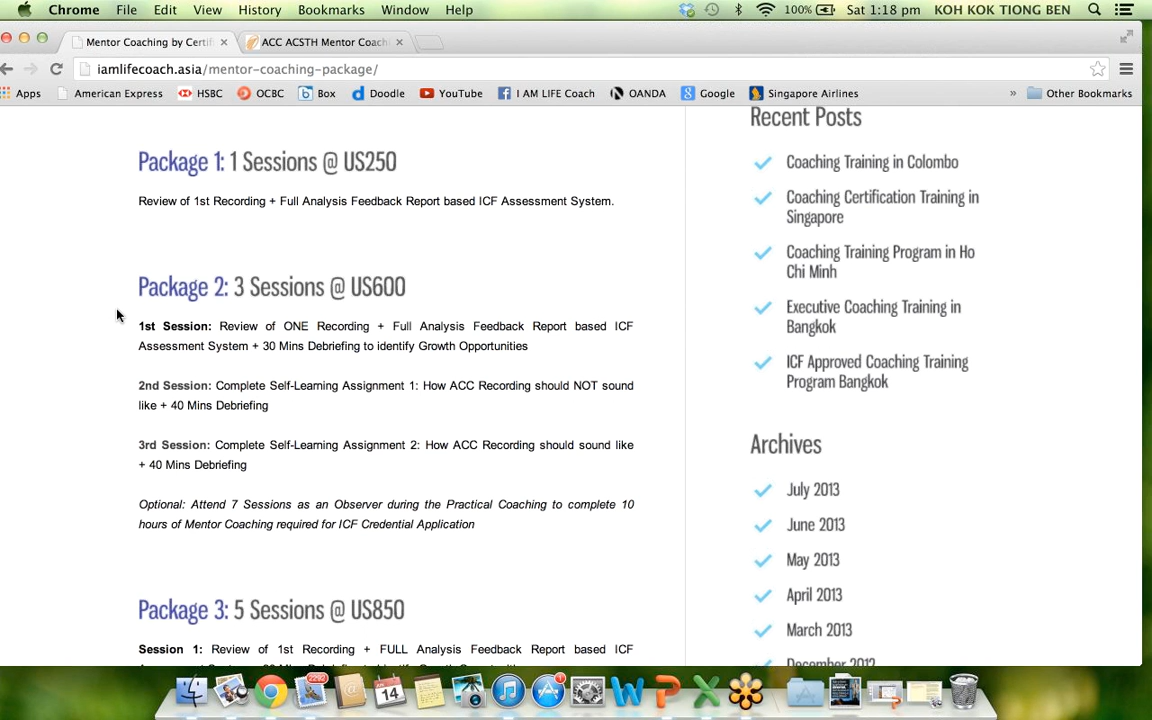 Chrome File Edit View History Bookmarks Window Help 100% Sat 1:18 pm KOH KOK TIONG BEN
Mentor Coaching by Certifi ACC ACSTH Mentor Coach
iamlifecoach.asia/mentor-coaching-package/
Apps American Express HSBC OCBC Box Doodle YouTube I AM LIFE Coach OANDA Google Singapore Airlines » Other Bookmarks
Package 1: 1 Sessions @ US250
Review of 1st Recording + Full Analysis Feedback Report based ICF Assessment System.
Package 2: 3 Sessions @ US600
1st Session: Review of ONE Recording + Full Analysis Feedback Report based ICF
Assessment System + 30 Mins Debriefing to identify Growth Opportunities
2nd Session: Complete Self-Learning Assignment 1: How ACC Recording should NOT sound
like + 40 Mins Debriefing
3rd Session: Complete Self-Learning Assignment 2: How ACC Recording should sound like
+ 40 Mins Debriefing
Optional: Attend 7 Sessions as an Observer during the Practical Coaching to complete 10
hours of Mentor Coaching required for ICF Credential Application
Package 3: 5 Sessions @ US850
Session 1: Review of 1st Recording + FULL Analysis Feedback Report based ICF
Recent Posts
Coaching Training in Colombo
Coaching Certification Training in
Singapore
Coaching Training Program in Ho
Chi Minh
Executive Coaching Training in
Bangkok
ICF Approved Coaching Training
Program Bangkok
Archives
July 2013
June 2013
May 2013
April 2013
March 2013
December 2012
2292
14